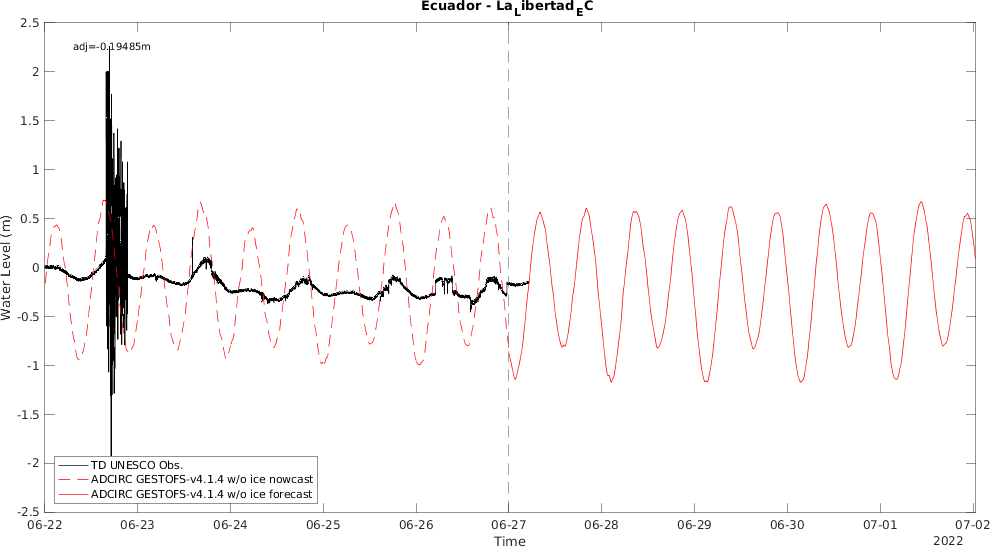 Ecuador - LaLibertadEC
adj=-0.19485m
2.5
2
1.5
1
0.5
0
-0.5
-1
-1.5
-2
-2.5
Water Level (m)
TD UNESCO Obs.
ADCIRC GESTOFS-v4.1.4 w/o ice nowcast
ADCIRC GESTOFS-v4.1.4 w/o ice forecast
06-22 06-23 06-24 06-25 06-26 06-27 06-28 06-29 06-30 07-01 07-02
Time
2022